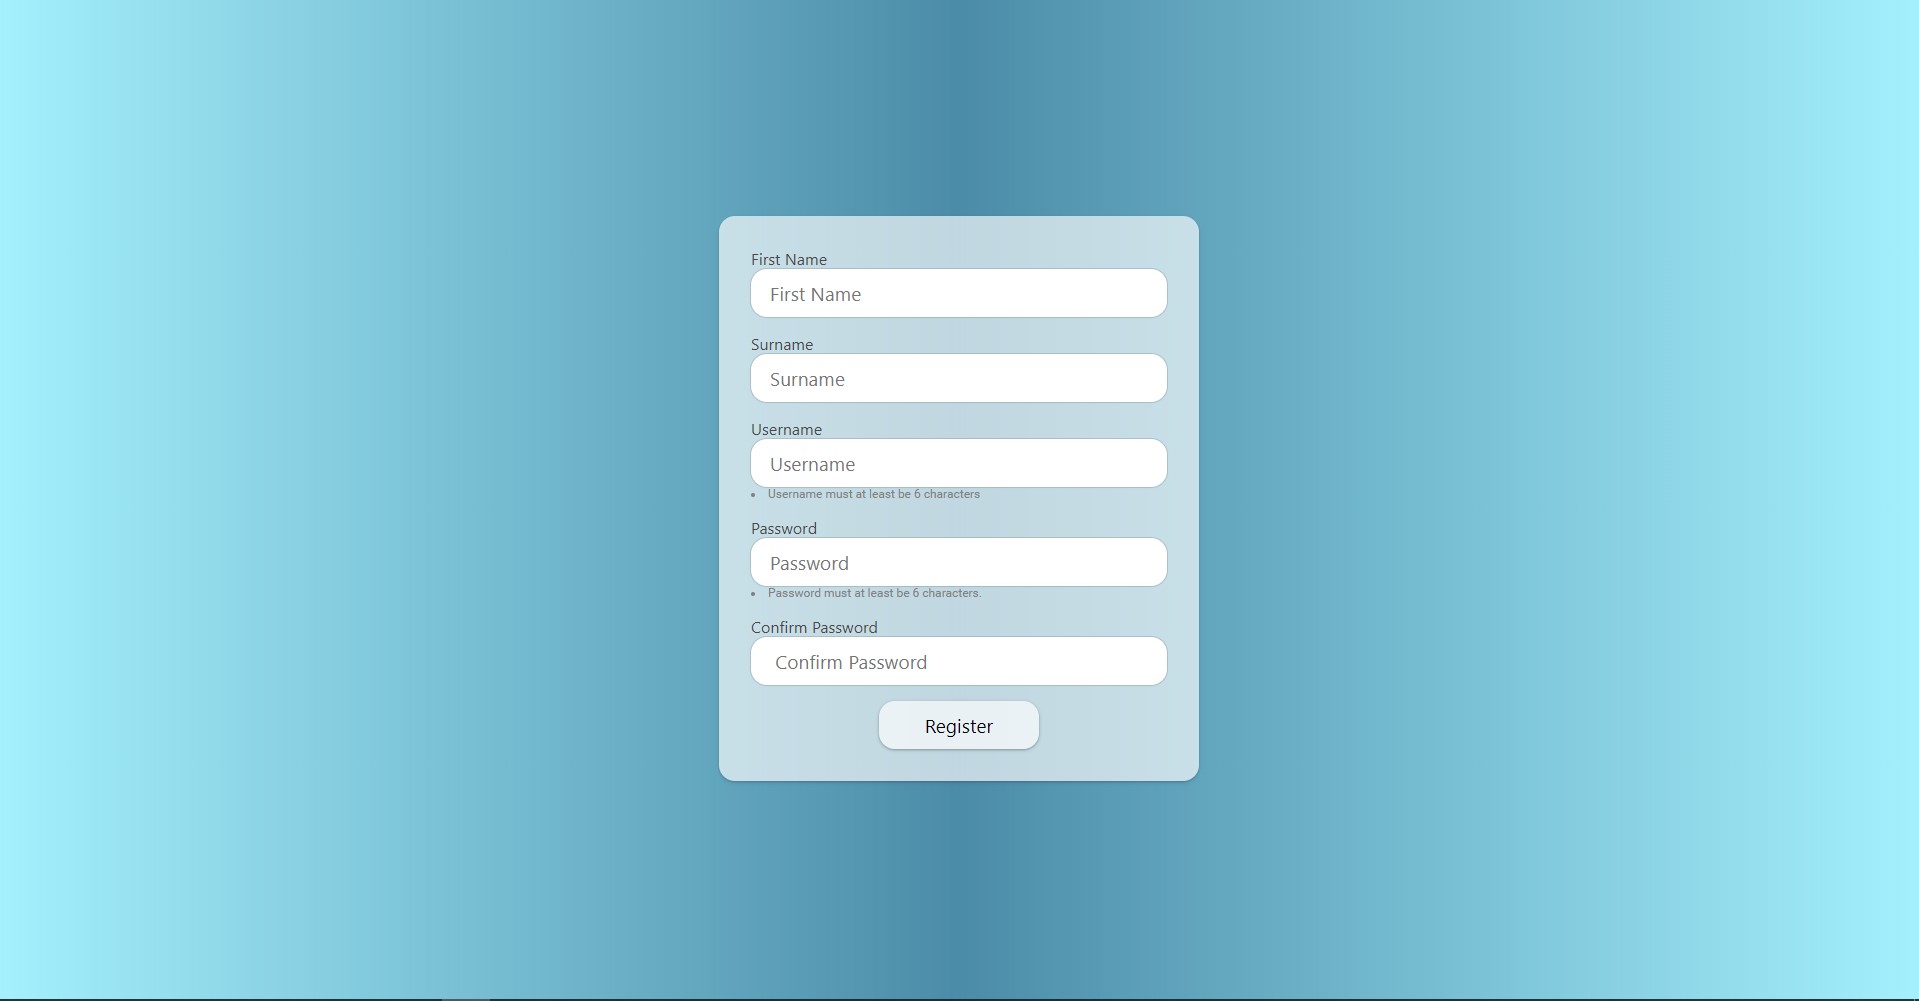 First Name
First Name
Surname
Surname
Username
Username
• Username must at least be 6 characters
Password
Password
• Password must at least be 6 characters.
Confirm Password
Confirm Password
Register